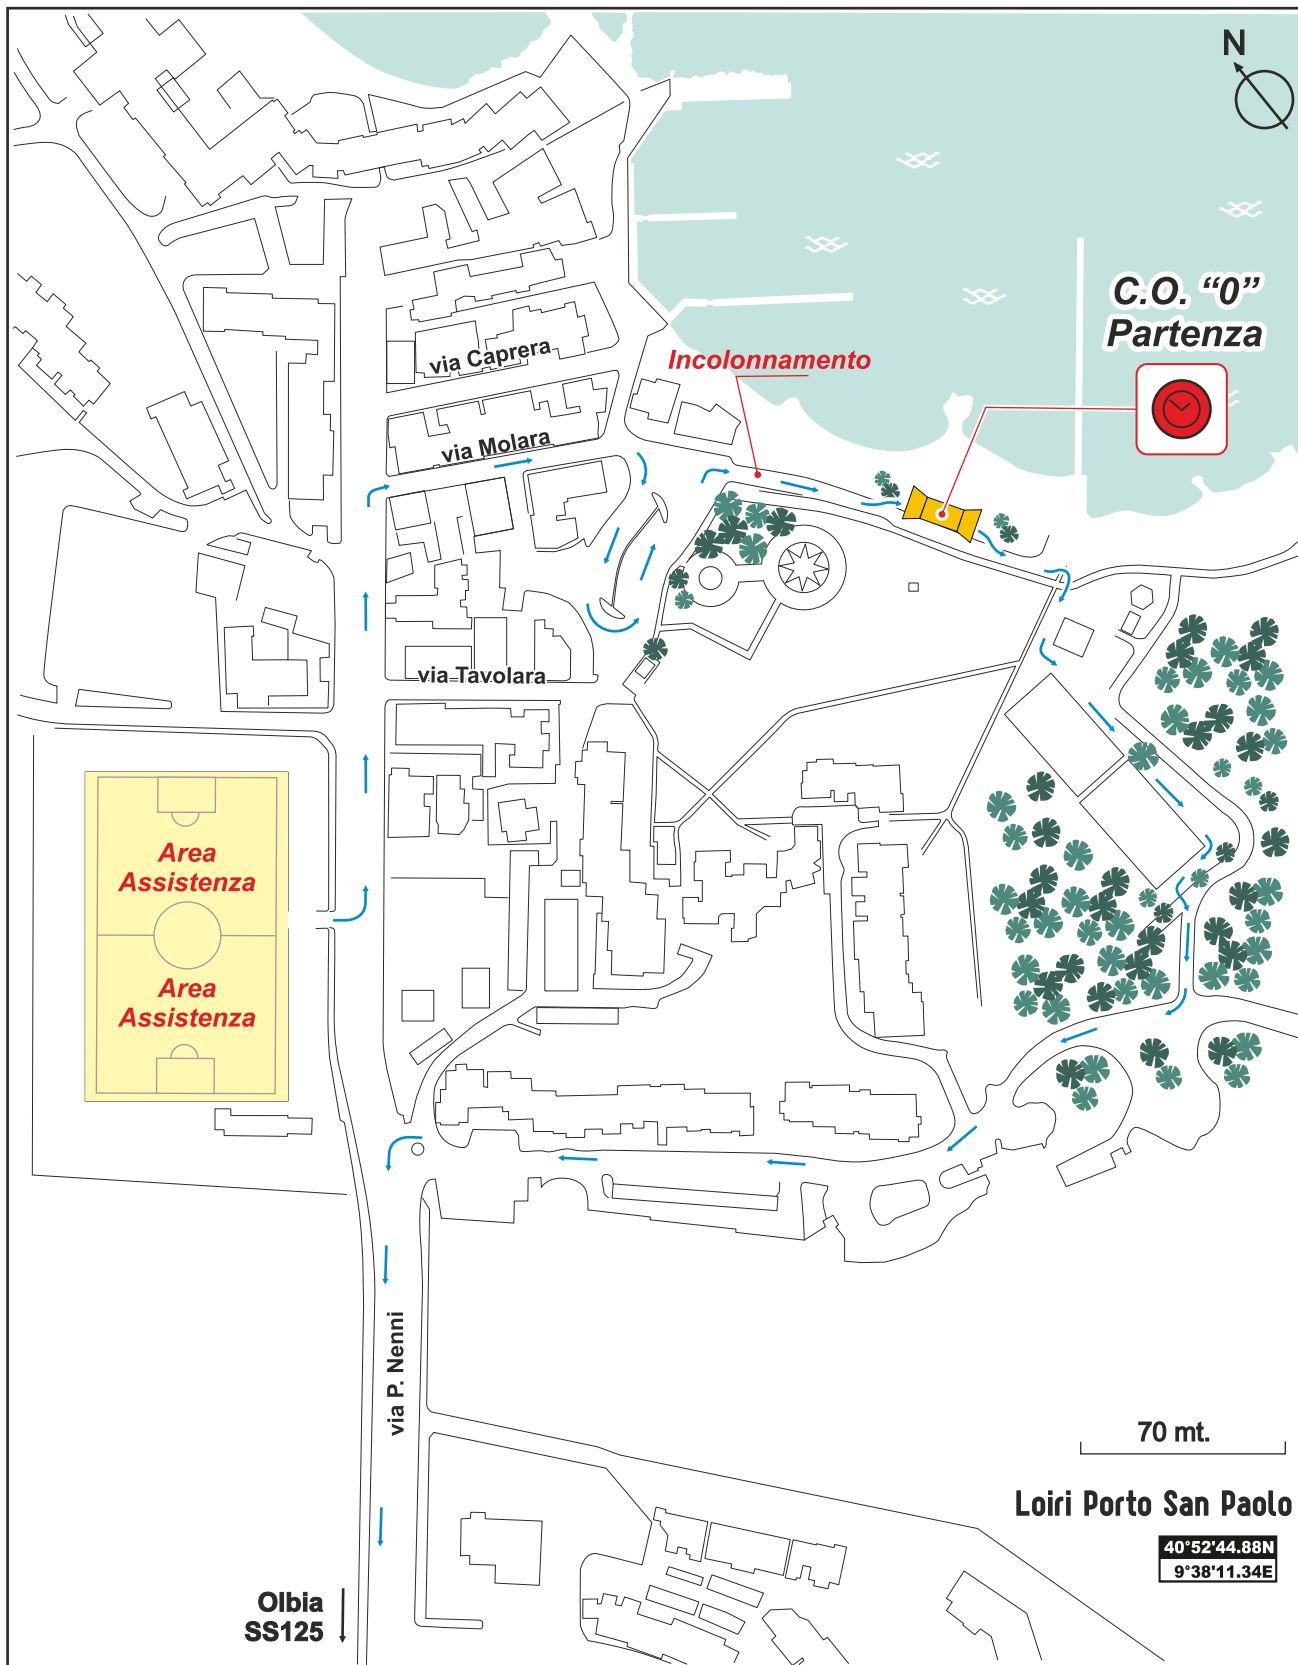 N
C.O. “0”
Partenza
via Caprera
Incolonnamento
via Molara
via Tavolara
Area
Assistenza
Area
Assistenza
via P. Nenni
70 mt.
Loiri Porto San Paolo
40°52'44.88N
9°38'11.34E
Olbia
SS125